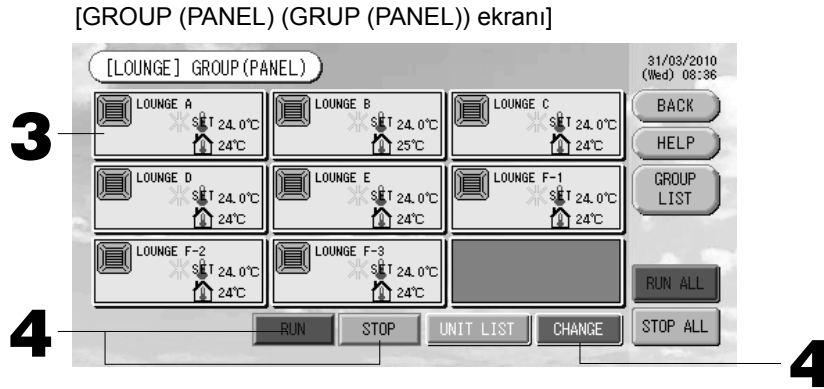 [GROUP (PANEL) (GRUP (PANEL)) ekranı]
[LOUNGE] GROUP(PANEL)
31/03/2010
(Wed) 08:36
LOUNGE A
SET 24.0℃
24℃
LOUNGE B
SET 24.0℃
25℃
LOUNGE C
SET 24.0℃
24℃
BACK
HELP
3
LOUNGE D
SET 24.0℃
24℃
LOUNGE E
SET 24.0℃
24℃
LOUNGE F-1
SET 24.0℃
24℃
GROUP
LIST
LOUNGE F-2
SET 24.0℃
24℃
LOUNGE F-3
SET 24.0℃
24℃
RUN ALL
4
RUN
STOP
UNIT LIST
CHANGE
STOP ALL
4